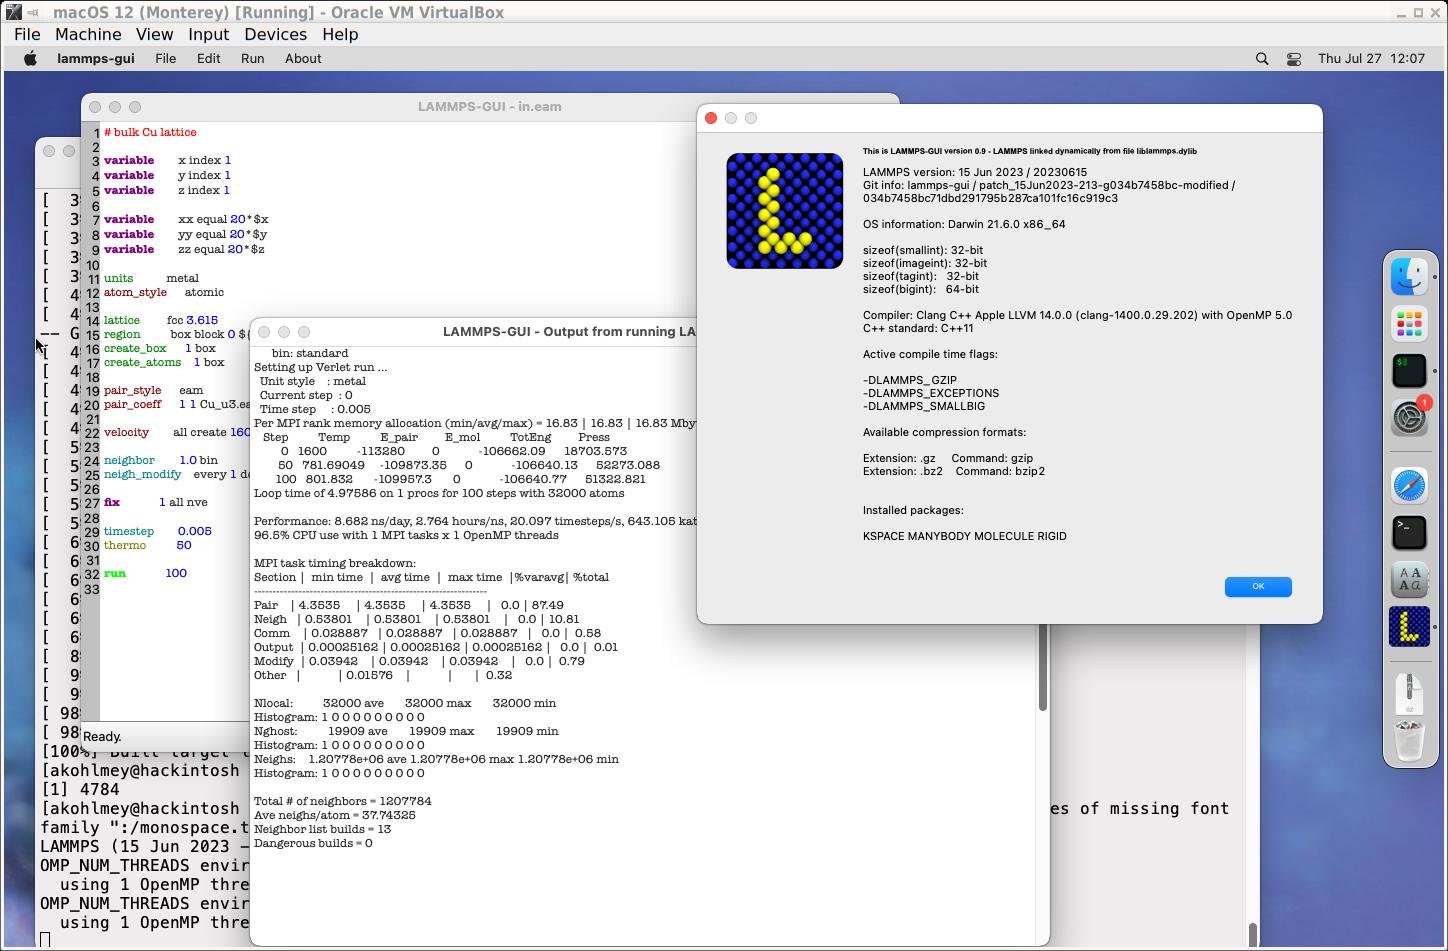 macOS 12 (Monterey) [Running] - Oracle VM VirtualBox
File Machine View Input Devices Help
lammps-gui File Edit Run About Thu Jul 27 12:07
LAMMPS-GUI - in.eam
1 # bulk Cu lattice
2
3 variable x index 1
4 variable y index 1
5 variable z index 1
6
7 variable xx equal 20*$x
8 variable yy equal 20*$y
9 variable zz equal 20*$z
10
11 units metal
12 atom_style atomic
13
14 lattice fcc 3.615
15 region box block 0 ${
16 create_box 1 box
17 create_atoms 1 box
18
19 pair_style eam
20 pair_coeff 1 1 Cu_u3.ea
21
22 velocity all create 160
23
24 neighbor 1.0 bin
25 neigh_modify every 1 de
26
27 fix 1 all nve
28
29 timestep 0.005
30 thermo 50
31
32 run 100
33
Ready.
This is LAMMPS-GUI version 0.9 - LAMMPS linked dynamically from file liblammps.dylib
LAMMPS version: 15 Jun 2023 / 20230615
Git info: lammps-gui / patch_15Jun2023-213-g034b7458bc-modified /
034b7458bc71dbd291795b287ca101fc16c919c3
OS information: Darwin 21.6.0 x86_64
sizeof(smallint): 32-bit
sizeof(imageint): 32-bit
sizeof(tagint): 32-bit
sizeof(bigint): 64-bit
Compiler: Clang C++ Apple LLVM 14.0.0 (clang-1400.0.29.202) with OpenMP 5.0
C++ standard: C++11
Active compile time flags:
-DLAMMPS_GZIP
-DLAMMPS_EXCEPTIONS
-DLAMMPS_SMALLBIG
Available compression formats:
Extension: .gz Command: gzip
Extension: .bz2 Command: bzip2
Installed packages:
KSPACE MANYBODY MOLECULE RIGID
OK
LAMMPS-GUI - Output from running LA
bin: standard
Setting up Verlet run ...
Unit style : metal
Current step : 0
Time step : 0.005
Per MPI rank memory allocation (min/avg/max) = 16.83 | 16.83 | 16.83 Mby
Step Temp E_pair E_mol TotEng Press
0 1600 -113280 0 -106662.09 18703.573
50 781.69049 -109873.35 0 -106640.13 52273.088
100 801.832 -109957.3 0 -106640.77 51322.821
Loop time of 4.97586 on 1 procs for 100 steps with 32000 atoms
Performance: 8.682 ns/day, 2.764 hours/ns, 20.097 timesteps/s, 643.105 kat
96.5% CPU use with 1 MPI tasks x 1 OpenMP threads
MPI task timing breakdown:
Section | min time | avg time | max time |%varavg| %total
---------------------------------------------------------------
Pair | 4.3535 | 4.3535 | 4.3535 | 0.0 | 87.49
Neigh | 0.53801 | 0.53801 | 0.53801 | 0.0 | 10.81
Comm | 0.028887 | 0.028887 | 0.028887 | 0.0 | 0.58
Output | 0.00025162 | 0.00025162 | 0.00025162 | 0.0 | 0.01
Modify | 0.03942 | 0.03942 | 0.03942 | 0.0 | 0.79
Other | | 0.01576 | | | 0.32
Nlocal: 32000 ave 32000 max 32000 min
Histogram: 1 0 0 0 0 0 0 0 0 0
Nghost: 19909 ave 19909 max 19909 min
Histogram: 1 0 0 0 0 0 0 0 0 0
Neighs: 1.20778e+06 ave 1.20778e+06 max 1.20778e+06 min
Histogram: 1 0 0 0 0 0 0 0 0 0
Total # of neighbors = 1207784
Ave neighs/atom = 37.74325
Neighbor list builds = 13
Dangerous builds = 0
[100%] Built target
[akohlmey@hackintosh
[1] 4784
[akohlmey@hackintosh es of missing font
family ":/monospace.t
LAMMPS (15 Jun 2023 –
OMP_NUM_THREADS envir
using 1 OpenMP thre
OMP_NUM_THREADS envir
using 1 OpenMP thre
1